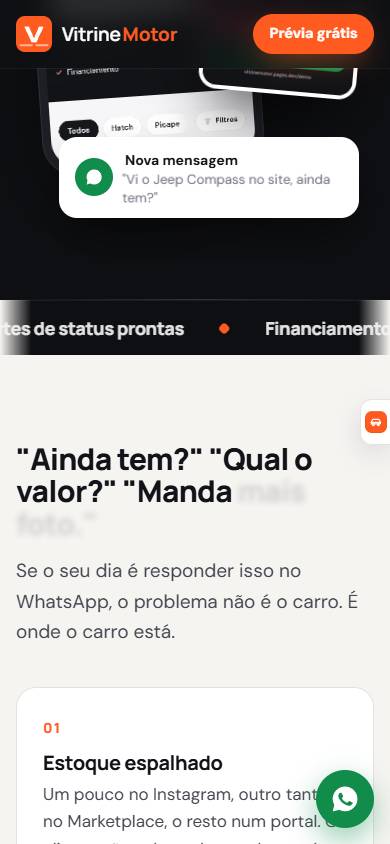 VitrineMotor
Prévia grátis
Financiamento
Todos
Hatch
Picape
Filtros
Nova mensagem
"Vi o Jeep Compass no site, ainda
tem?"
de status prontas
Financiamento
"Ainda tem?" "Qual o
valor?" "Manda mais
foto."
Se o seu dia é responder isso no
WhatsApp, o problema não é o carro. É
onde o carro está.
01
Estoque espalhado
Um pouco no Instagram, outro
no Marketplace, o resto num portal.